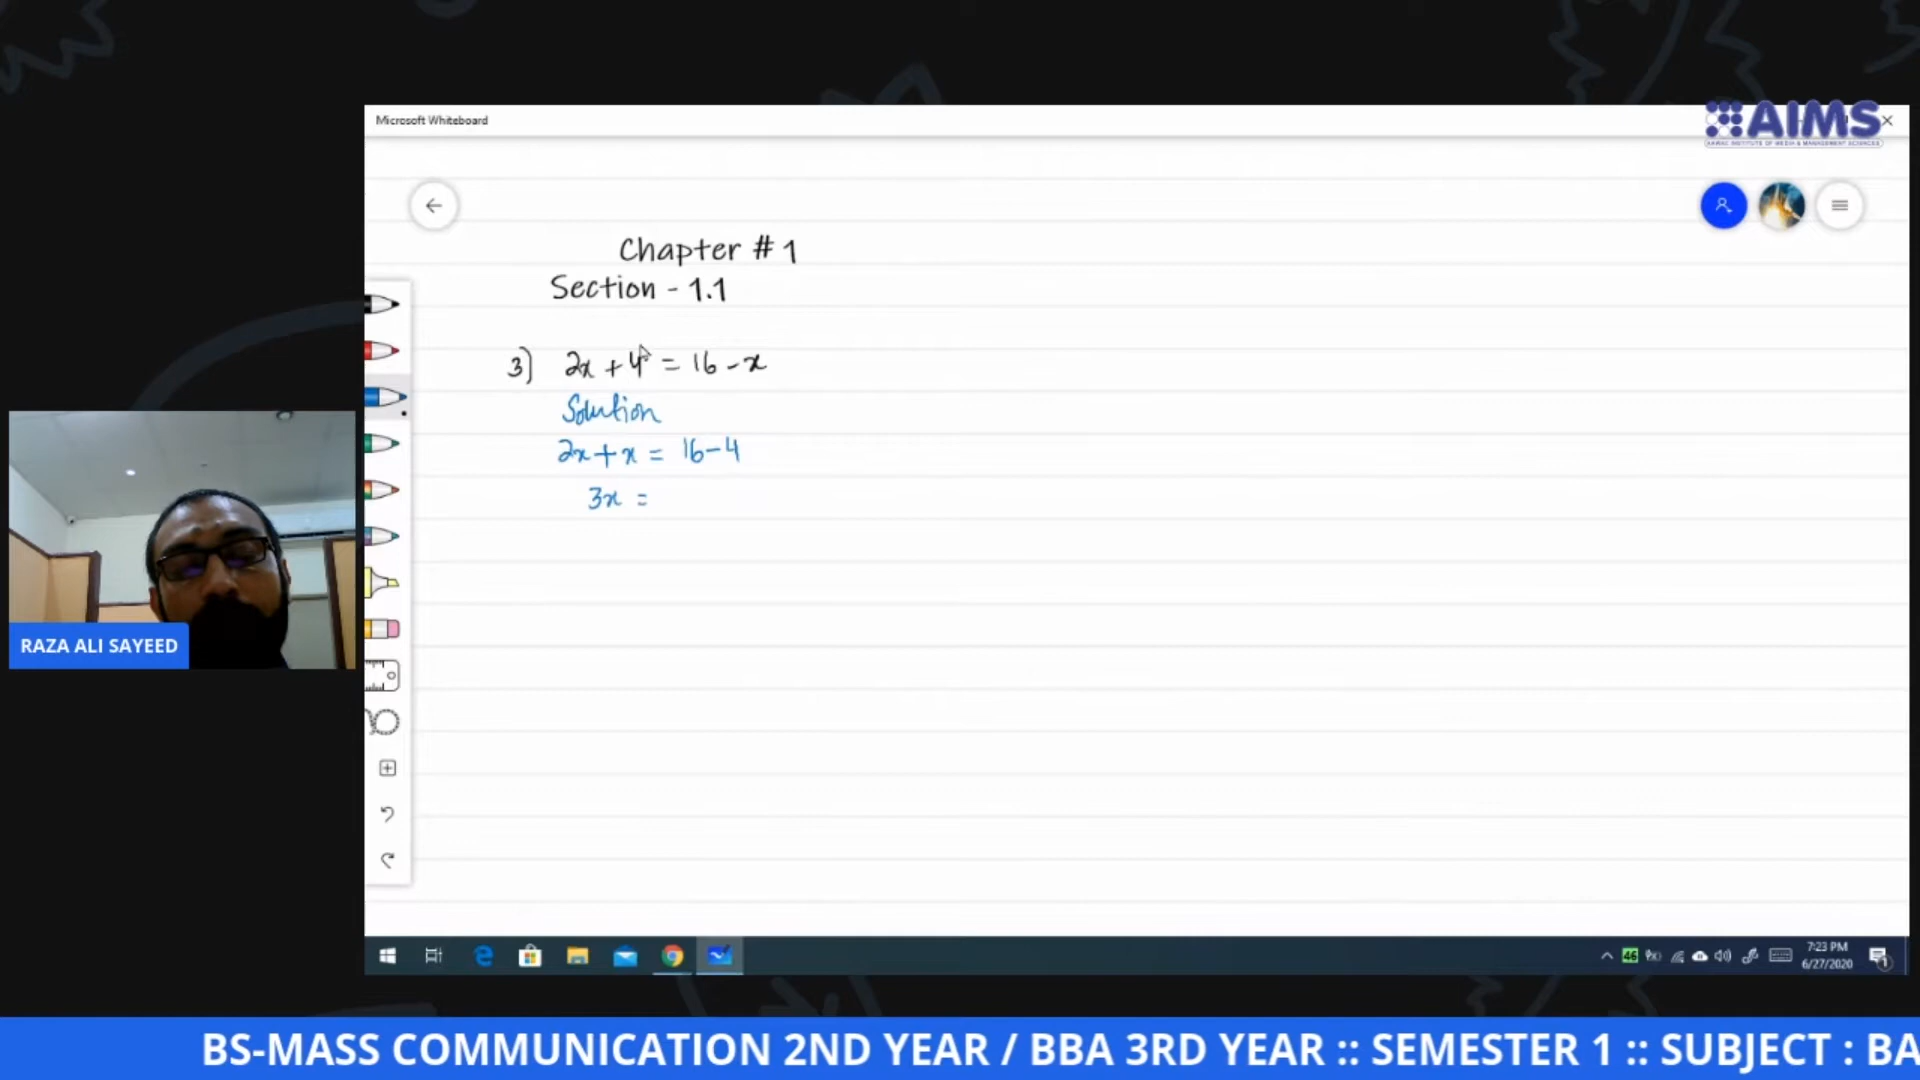 Microsoft Whiteboard
AIMS
Chapter # 1
Section - 1.1
3) 2x + 4 = 16 - x
Solution
2x + x = 16 - 4
3x =
RAZA ALI SAYEED
46
7:23 PM
6/27/2020
1
BS-MASS COMMUNICATION 2ND YEAR / BBA 3RD YEAR :: SEMESTER 1 :: SUBJECT : BA